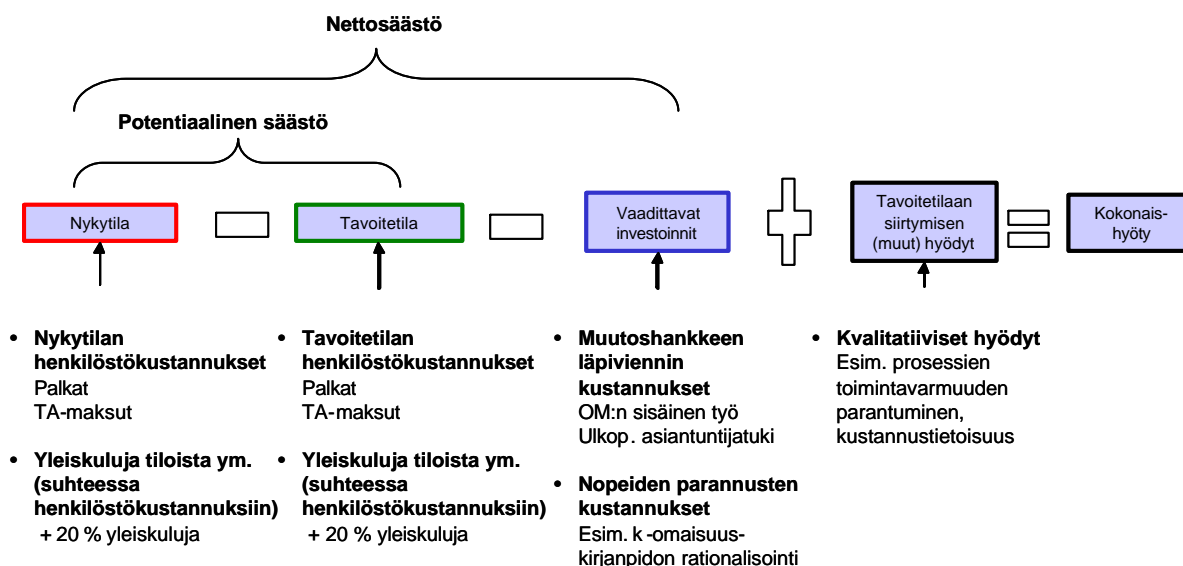 Nettosäästö
Potentiaalinen säästö
Nykytila
Tavoitetila
Vaadittavat
investoinnit
Tavoitetilaan
siirtymisen
(muut) hyödyt
Kokonais-
hyöty
• Nykytilan
henkilöstökustannukset
Palkat
TA-maksut
• Yleiskuluja tiloista ym.
(suhteessa
henkilöstökustannuksiin)
+ 20 % yleiskuluja
• Tavoitetilan
henkilöstökustannukset
Palkat
TA-maksut
• Yleiskuluja tiloista ym.
(suhteessa
henkilöstökustannuksiin)
+ 20 % yleiskuluja
• Muutoshankkeen
läpiviennin
kustannukset
OM:n sisäinen työ
Ulkop. asiantuntijatuki
• Nopeiden parannusten
kustannukset
Esim. k-omaisuus-
kirjanpidon rationalisointi
• Kvalitatiiviset hyödyt
Esim. prosessien
toimintavarmuuden
parantuminen,
kustannustietoisuus